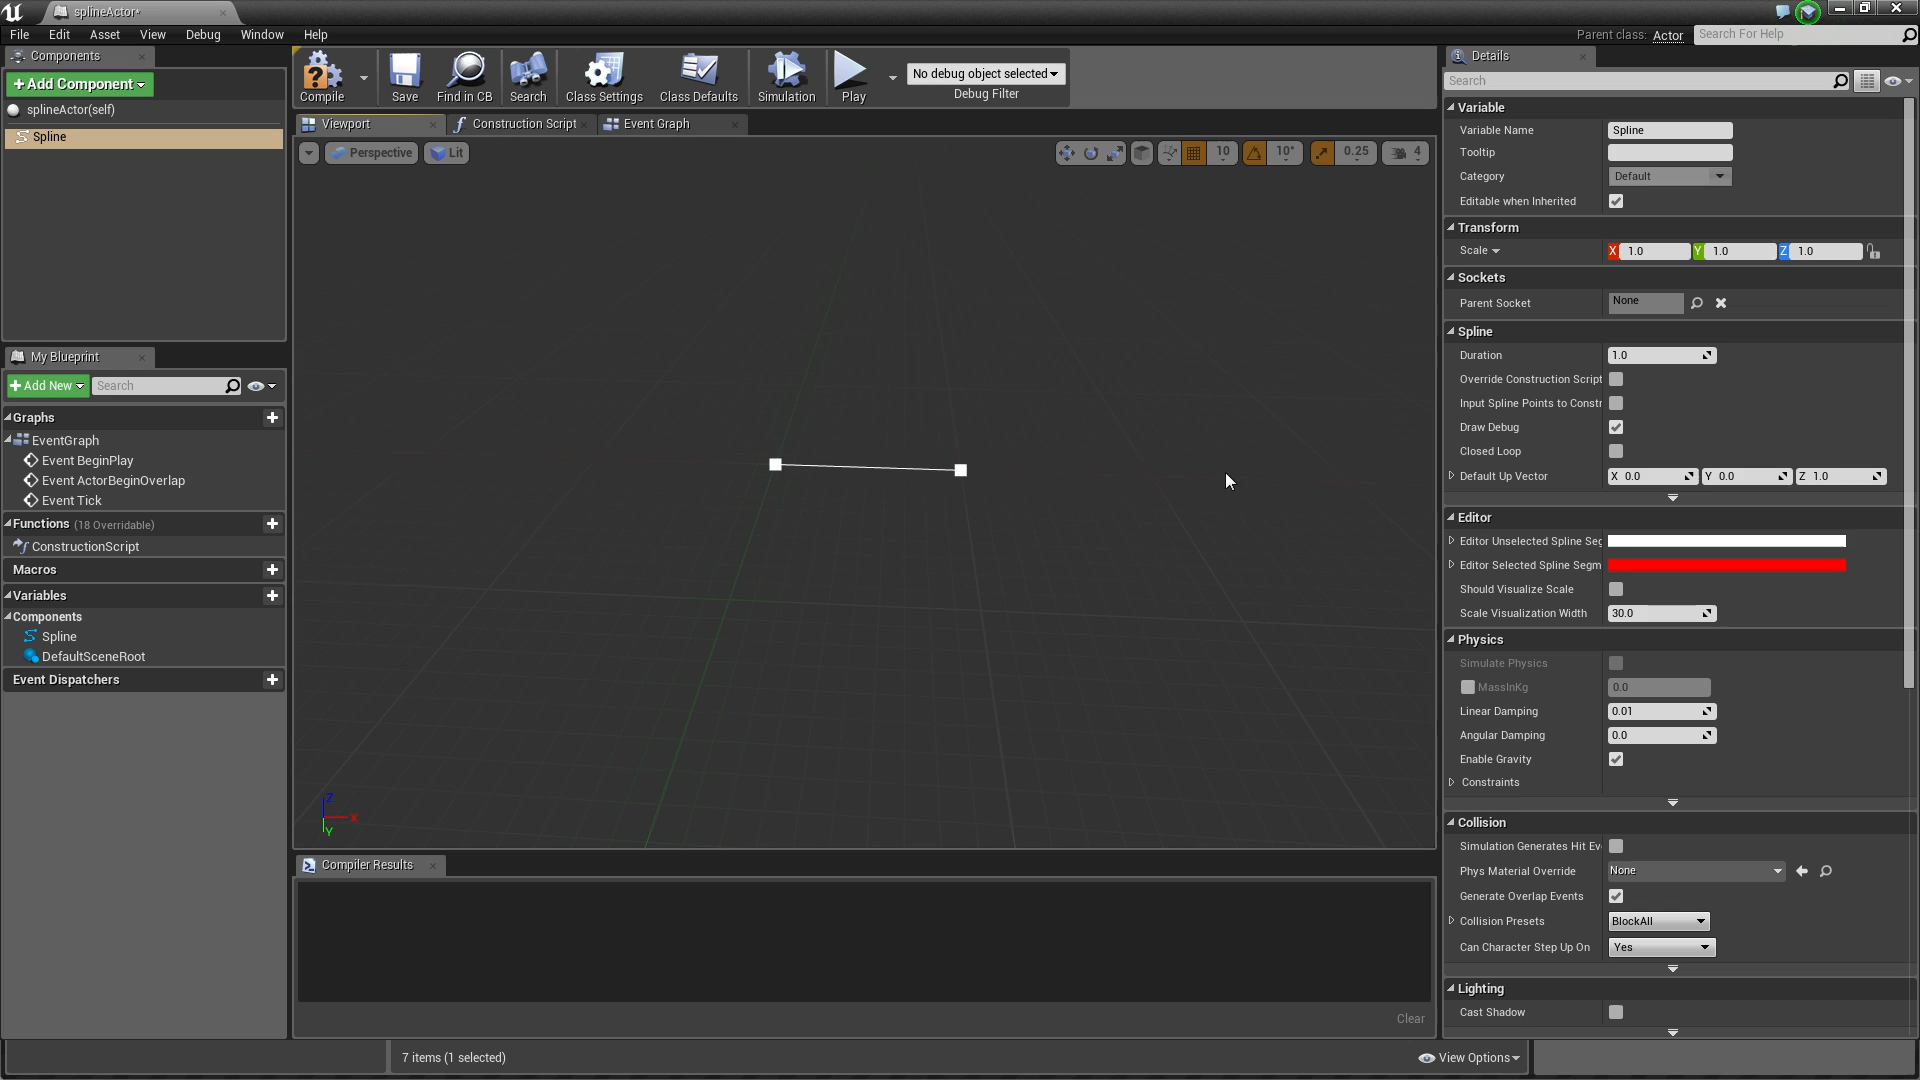 splineActor*
File Edit Asset View Debug Window Help
Parent class: Actor
Search For Help
Components
+ Add Component
splineActor(self)
Spline
My Blueprint
+ Add New
Search
Graphs
EventGraph
Event BeginPlay
Event ActorBeginOverlap
Event Tick
Functions (18 Overridable)
ConstructionScript
Macros
Variables
Components
Spline
DefaultSceneRoot
Event Dispatchers
Compile
Save
Find in CB
Search
Class Settings
Class Defaults
Simulation
Play
No debug object selected
Debug Filter
Viewport
Construction Script
Event Graph
Perspective
Lit
10
10°
0.25
4
Z
X
Y
Compiler Results
Clear
7 items (1 selected)
View Options
Details
Search
Variable
Variable Name Spline
Tooltip
Category Default
Editable when Inherited
Transform
Scale X 1.0 Y 1.0 Z 1.0
Sockets
Parent Socket None
Spline
Duration 1.0
Override Construction Script
Input Spline Points to Constr
Draw Debug
Closed Loop
Default Up Vector X 0.0 Y 0.0 Z 1.0
Editor
Editor Unselected Spline Seg
Editor Selected Spline Segm
Should Visualize Scale
Scale Visualization Width 30.0
Physics
Simulate Physics
MassInKg 0.0
Linear Damping 0.01
Angular Damping 0.0
Enable Gravity
Constraints
Collision
Simulation Generates Hit Ev
Phys Material Override None
Generate Overlap Events
Collision Presets BlockAll
Can Character Step Up On Yes
Lighting
Cast Shadow